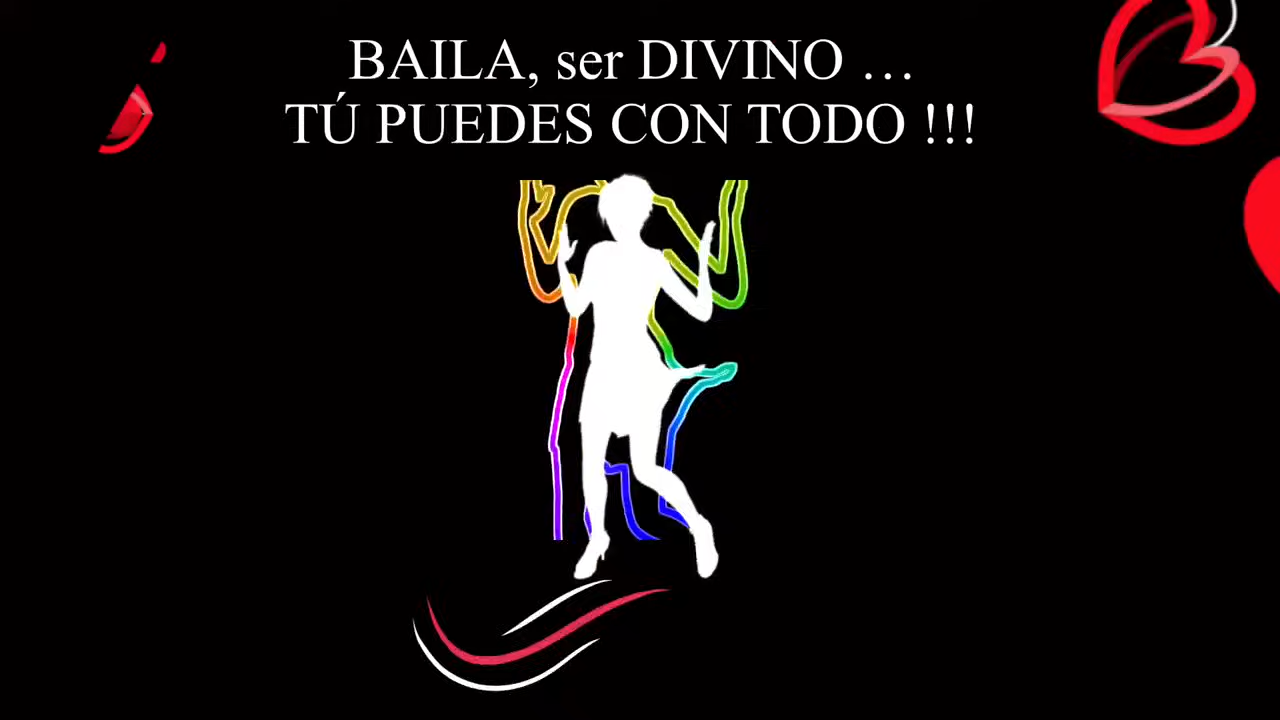 BAILA, ser DIVINO …
TÚ PUEDES CON TODO !!!